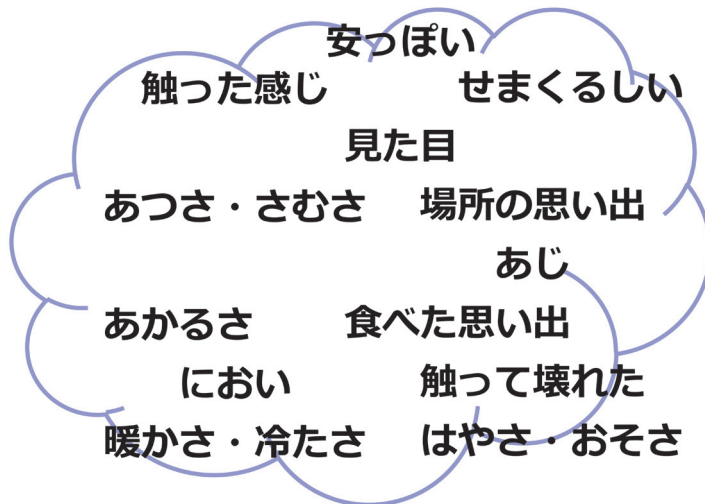 安っぽい
触った感じ せまくるしい
見た目
あつさ・さむさ 場所の思い出
あじ
あかるさ 食べた思い出
におい 触って壊れた
暖かさ・冷たさ はやさ・おそさ